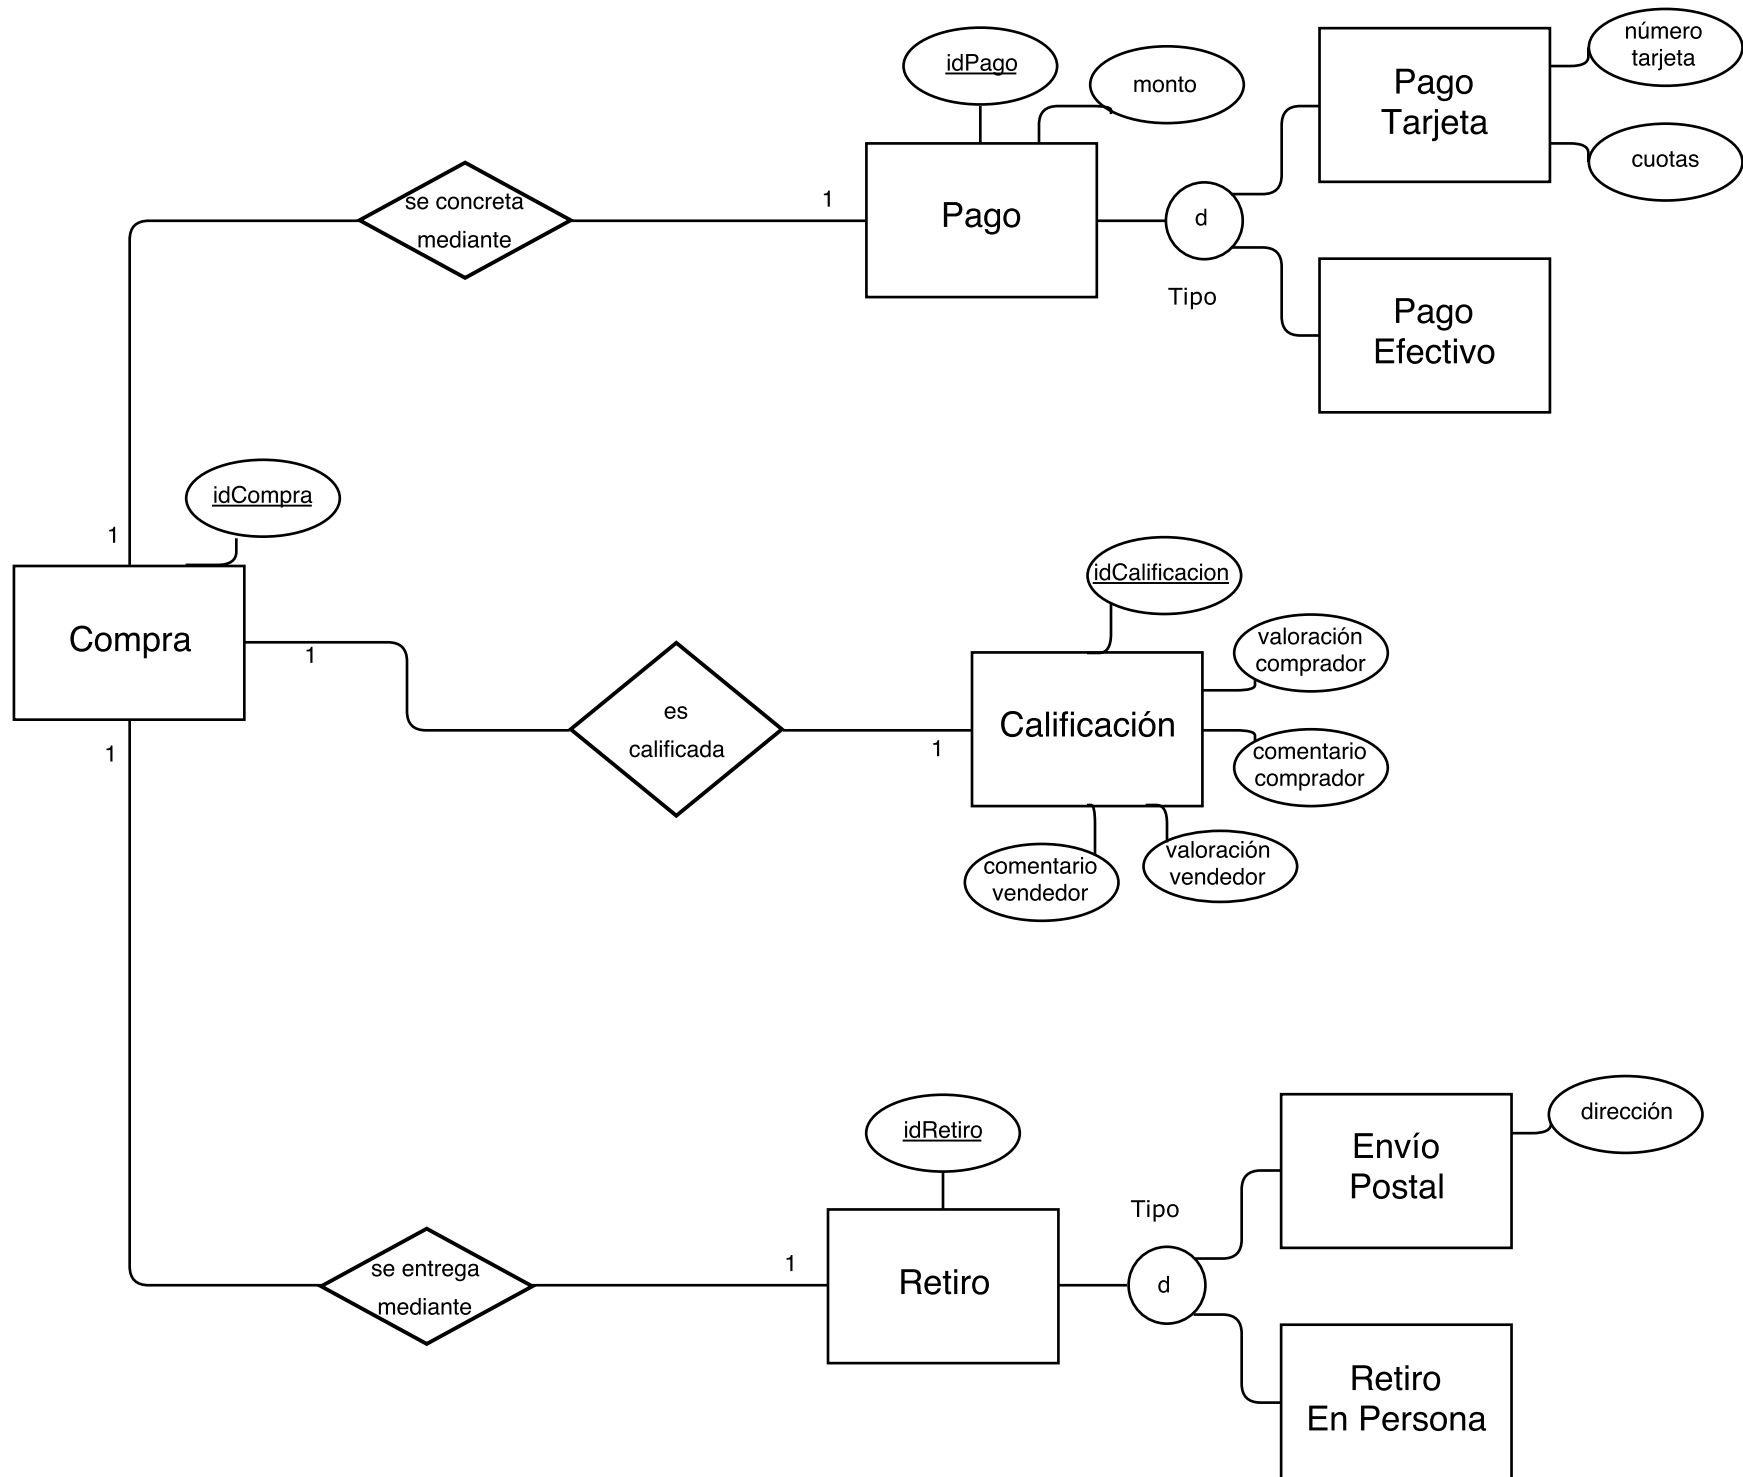 número
tarjeta
idPago
monto
Pago
Tarjeta
cuotas
se concreta
mediante
1
Pago
d
Tipo
Pago
Efectivo
idCompra
1
Compra
1
1
idCalificacion
valoración
comprador
es
calificada
1
Calificación
comentario
comprador
comentario
vendedor
valoración
vendedor
idRetiro
Envío
Postal
dirección
Tipo
se entrega
mediante
1
Retiro
d
Retiro
En Persona